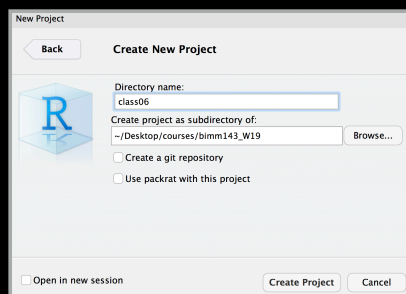 New Project
Back
Create New Project
Directory name:
class06
R
Create project as subdirectory of:
~/Desktop/courses/bimm143_W19
Browse...
Create a git repository
Use packrat with this project
Open in new session
Create Project
Cancel